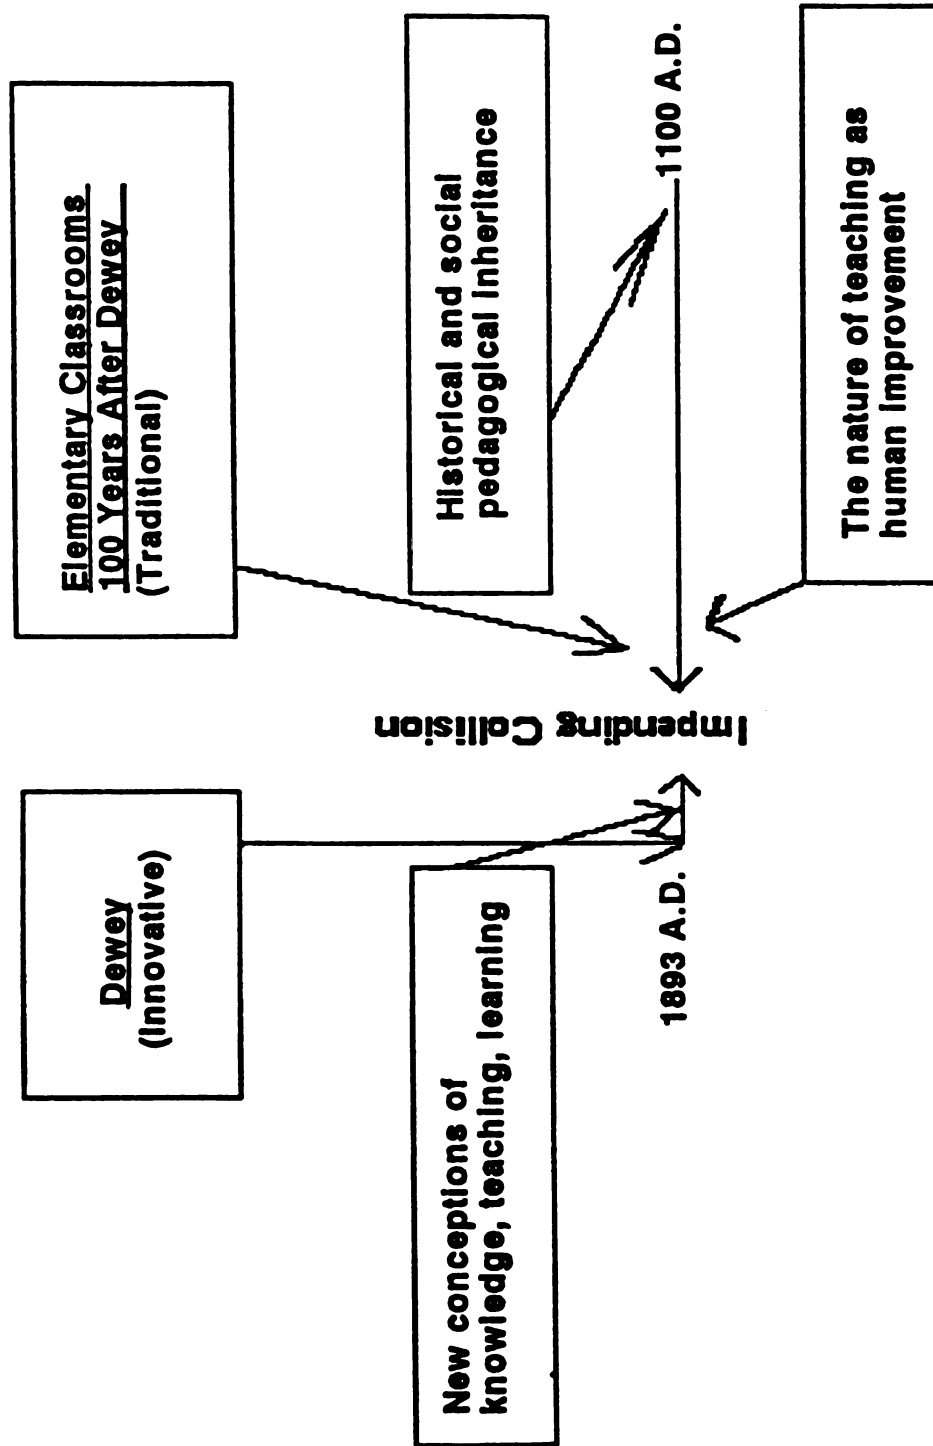 Dewey
(Innovative)
Elementary Classrooms
100 Years After Dewey
(Traditional)
New conceptions of
knowledge, teaching, learning
Historical and social
pedagogical inheritance
1893 A.D.
Impending Collision
1100 A.D.
The nature of teaching as
human improvement